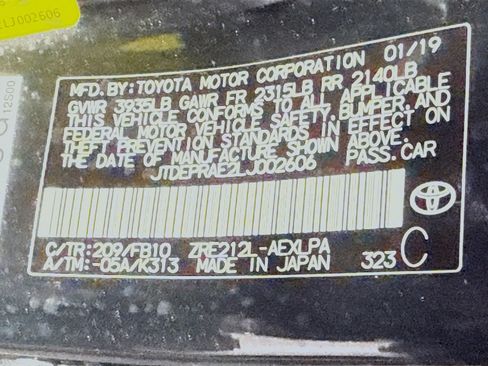 LJ002606
12S00
MFD. BY: TOYOTA MOTOR CORPORATION 01/19
GVWR 3935LB GAWR FR 2315LB RR 2140LB
THIS VEHICLE CONFORMS TO ALL APPLICABLE
FEDERAL MOTOR VEHICLE SAFETY, BUMPER, AND
THEFT PREVENTION STANDARDS IN EFFECT ON
THE DATE OF MANUFACTURE SHOWN ABOVE.
JTDEPRAE2LJ002606 PASS. CAR
C/TR: 209/FB10 ZRE212L-AEXLPA
A/TM: -05A/K313 MADE IN JAPAN 323 C